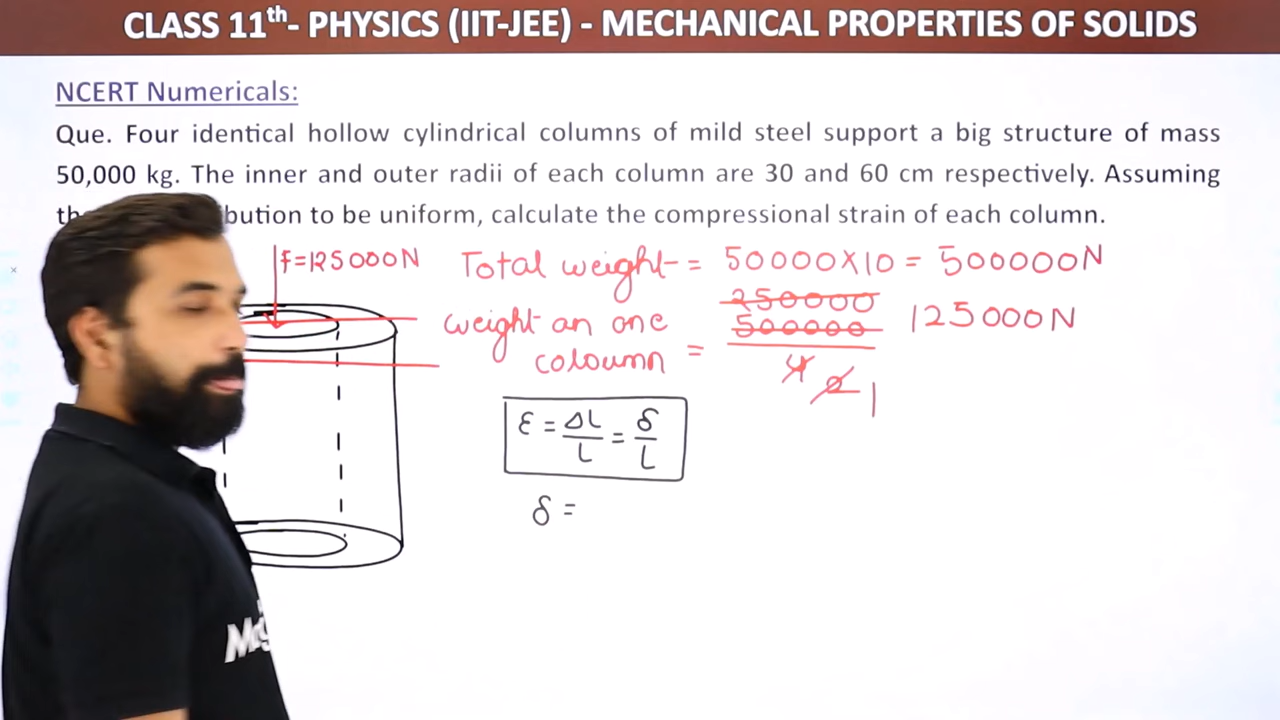 CLASS 11th- PHYSICS (IIT-JEE) - MECHANICAL PROPERTIES OF SOLIDS
NCERT Numericals:
Que. Four identical hollow cylindrical columns of mild steel support a big structure of mass
50,000 kg. The inner and outer radii of each column are 30 and 60 cm respectively. Assuming
bution to be uniform, calculate the compressional strain of each column.
F=125000N
Total weight = 50000×10 = 500000N
250000
weight an one 500000 125000N
coloumn =
4 2 1
ε = ΔL/L = δ/L
δ =